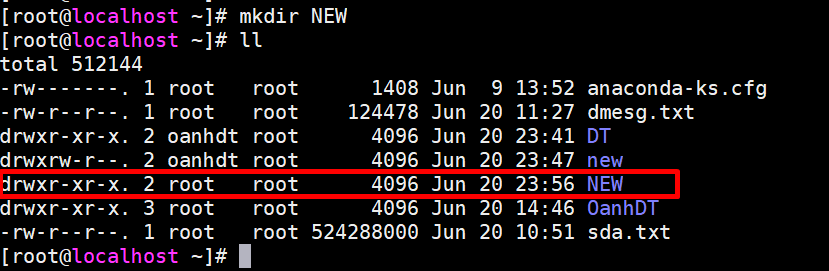 [root@localhost ~]# mkdir NEW
[root@localhost ~]# ll
total 512144
-rw-------. 1 root   root      1408 Jun  9 13:52 anaconda-ks.cfg
-rw-r--r--. 1 root   root    124478 Jun 20 11:27 dmesg.txt
drwxr-xr-x. 2 oanhdt root      4096 Jun 20 23:41 DT
drwxrw-r--. 2 oanhdt root      4096 Jun 20 23:47 new
drwxr-xr-x. 2 root   root      4096 Jun 20 23:56 NEW
drwxr-xr-x. 3 root   root      4096 Jun 20 14:46 OanhDT
-rw-r--r--. 1 root   root 524288000 Jun 20 10:51 sda.txt
[root@localhost ~]#